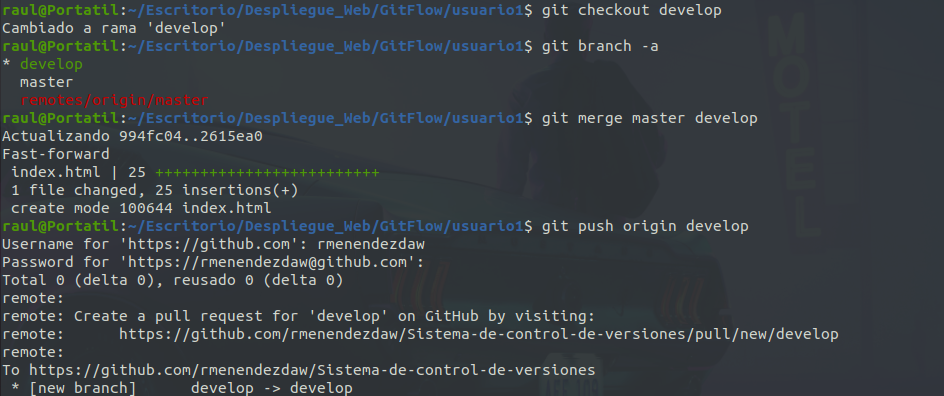 raul@Portatil:~/Escritorio/Despliegue_Web/GitFlow/usuario1$ git checkout develop
Cambiado a rama 'develop'
raul@Portatil:~/Escritorio/Despliegue_Web/GitFlow/usuario1$ git branch -a
* develop
  master
  remotes/origin/master
raul@Portatil:~/Escritorio/Despliegue_Web/GitFlow/usuario1$ git merge master develop
Actualizando 994fc04..2615ea0
Fast-forward
 index.html | 25 +++++++++++++++++++++++++
 1 file changed, 25 insertions(+)
 create mode 100644 index.html
raul@Portatil:~/Escritorio/Despliegue_Web/GitFlow/usuario1$ git push origin develop
Username for 'https://github.com': rmenendezdaw
Password for 'https://rmenendezdaw@github.com':
Total 0 (delta 0), reusado 0 (delta 0)
remote:
remote: Create a pull request for 'develop' on GitHub by visiting:
remote:      https://github.com/rmenendezdaw/Sistema-de-control-de-versiones/pull/new/develop
remote:
To https://github.com/rmenendezdaw/Sistema-de-control-de-versiones
 * [new branch]      develop -> develop
MOTEL